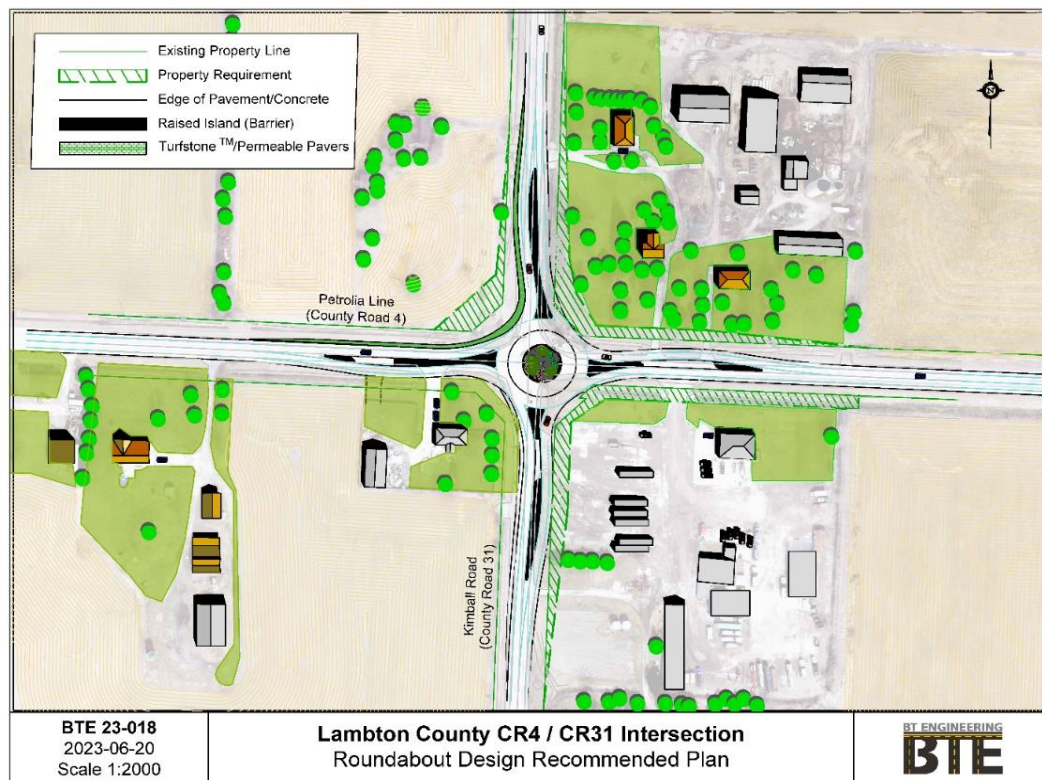 Existing Property Line
Property Requirement
Edge of Pavement/Concrete
Raised Island (Barrier)
Turfstone ™/Permeable Pavers
N
Petrolia Line
(County Road 4)
Kimball Road
(County Road 31)
BTE 23-018
2023-06-20
Scale 1:2000
Lambton County CR4 / CR31 Intersection
Roundabout Design Recommended Plan
BT ENGINEERING
BTE